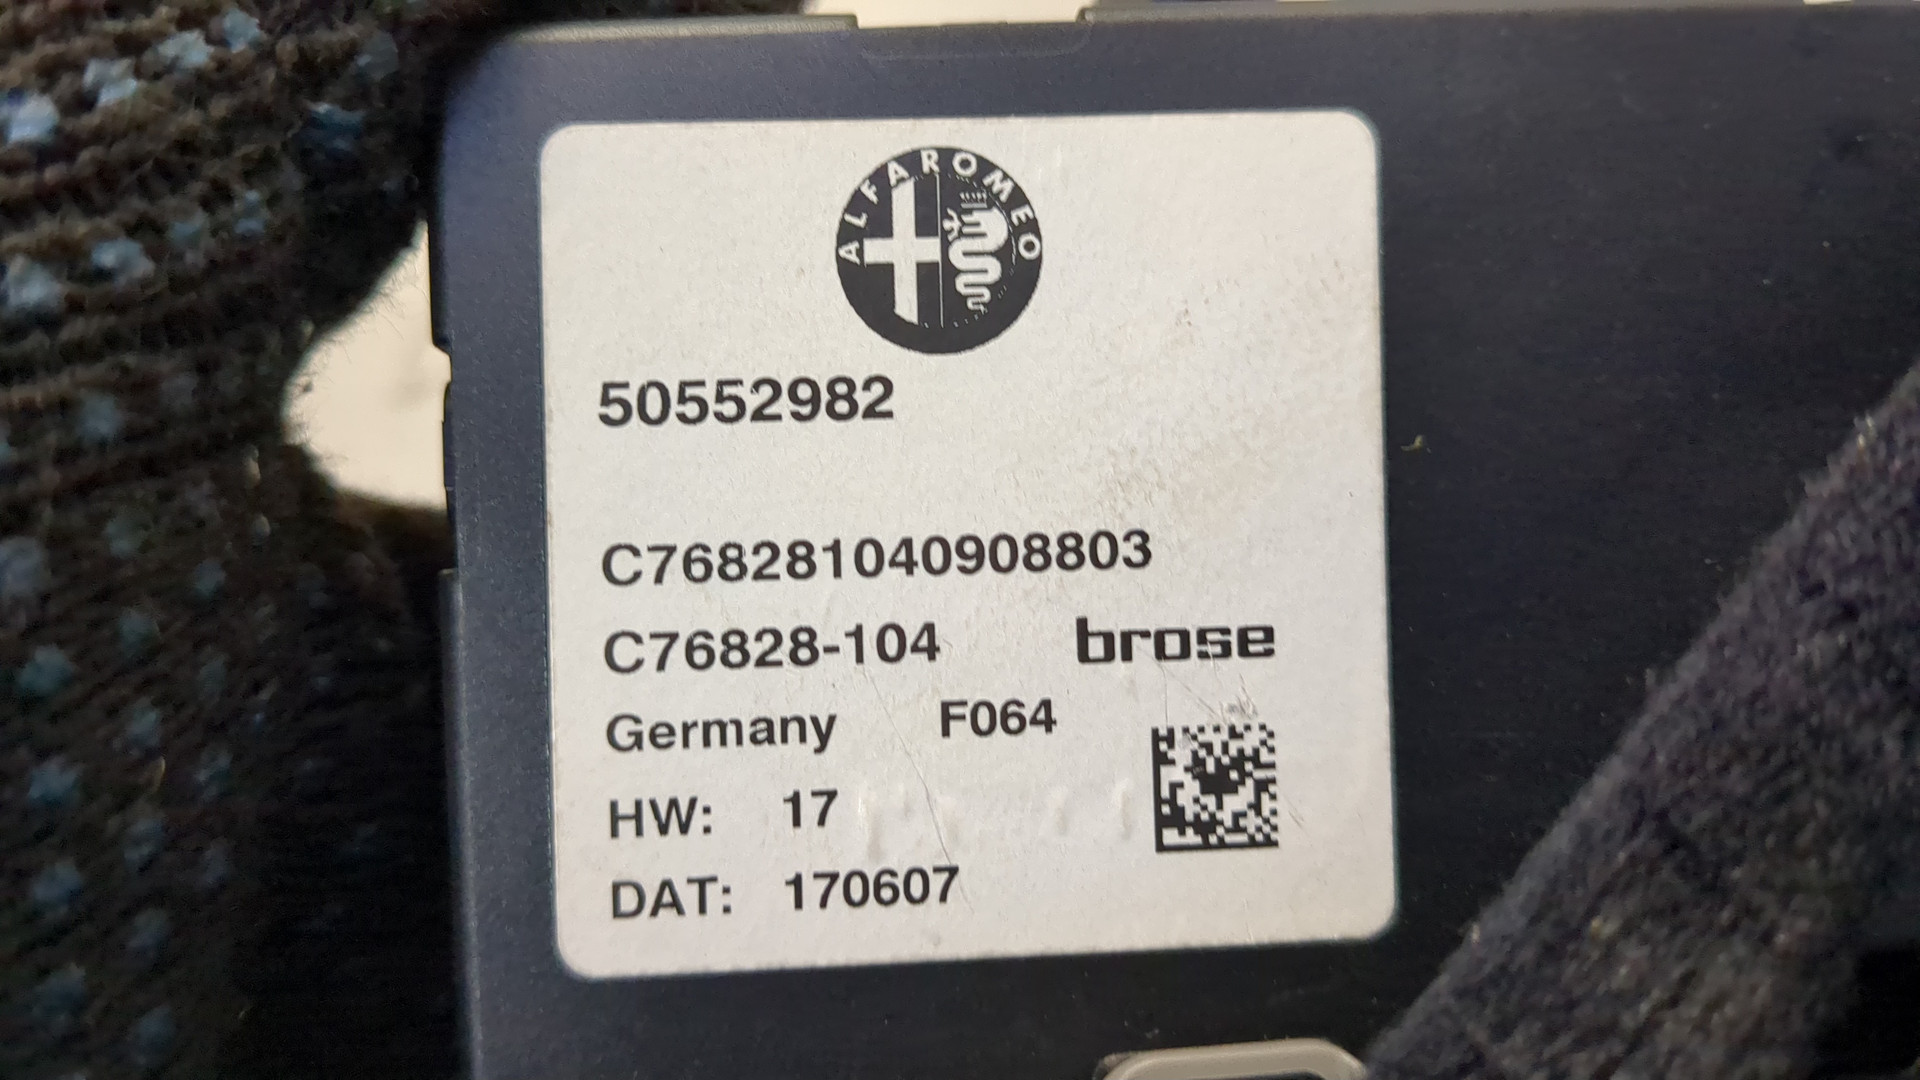 ALFA ROMEO
50552982
C768281040908803
C76828-104 brose
Germany F064
HW: 17
DAT: 170607